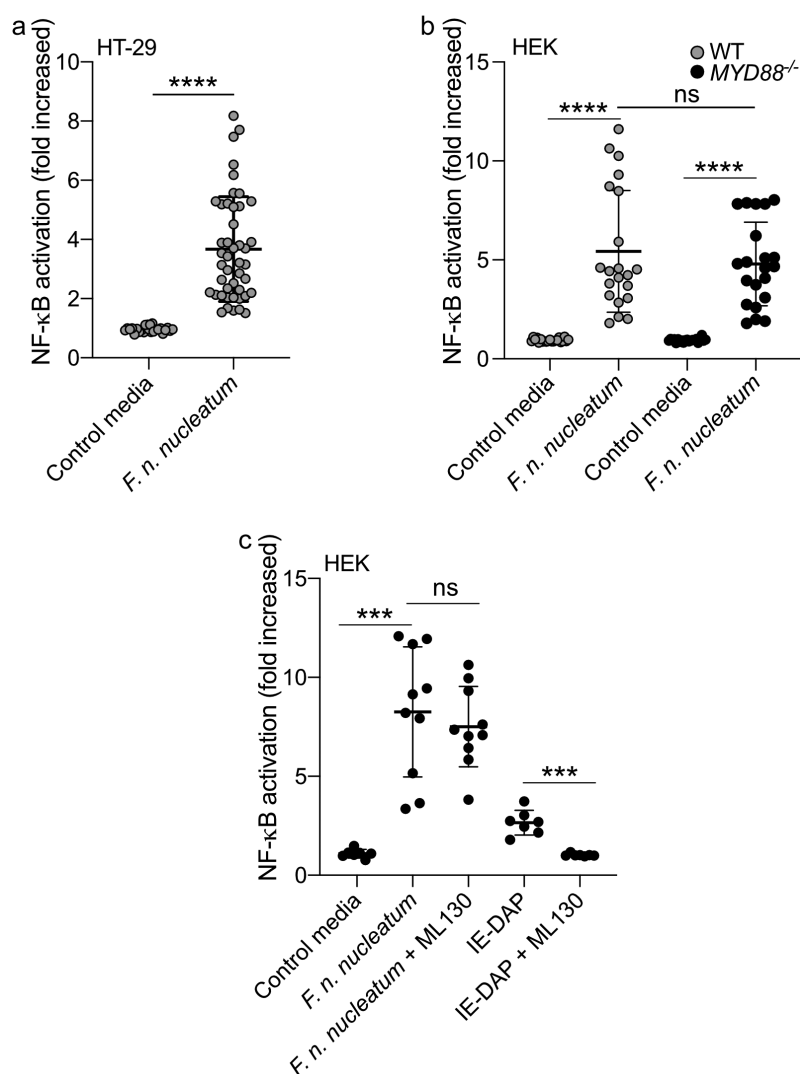 a
HT-29
NF-κB activation (fold increased)
10
8
6
4
2
0
****
Control media
F. n. nucleatum
b
HEK
WT
MYD88-/-
NF-κB activation (fold increased)
15
10
5
0
****
ns
****
Control media
F. n. nucleatum
Control media
F. n. nucleatum
c
HEK
NF-κB activation (fold increased)
15
10
5
0
***
ns
***
Control media
F. n. nucleatum
F. n. nucleatum + ML130
IE-DAP
IE-DAP + ML130